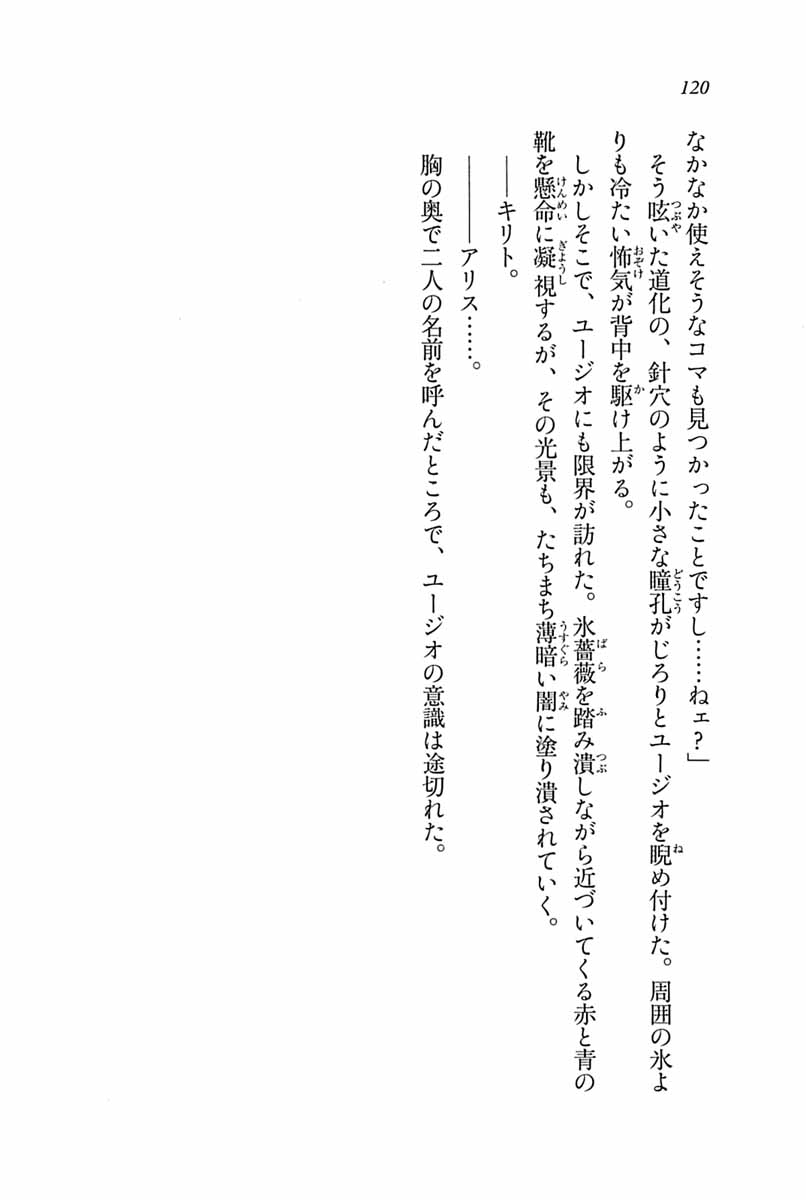 120
なかなか使えそうなコマも見つかったことですし……ねェ？」
そう呟いた道化の、針穴のように小さな瞳孔がじろりとユージオを睨め付けた。周囲の氷よ
りも冷たい怖気が背中を駆け上がる。
しかしそこで、ユージオにも限界が訪れた。氷薔薇を踏み潰しながら近づいてくる赤と青の
靴を懸命に凝視するが、その光景も、たちまち薄暗い闇に塗り潰されていく。
――キリト。
――――アリス……。
胸の奥で二人の名前を呼んだところで、ユージオの意識は途切れた。